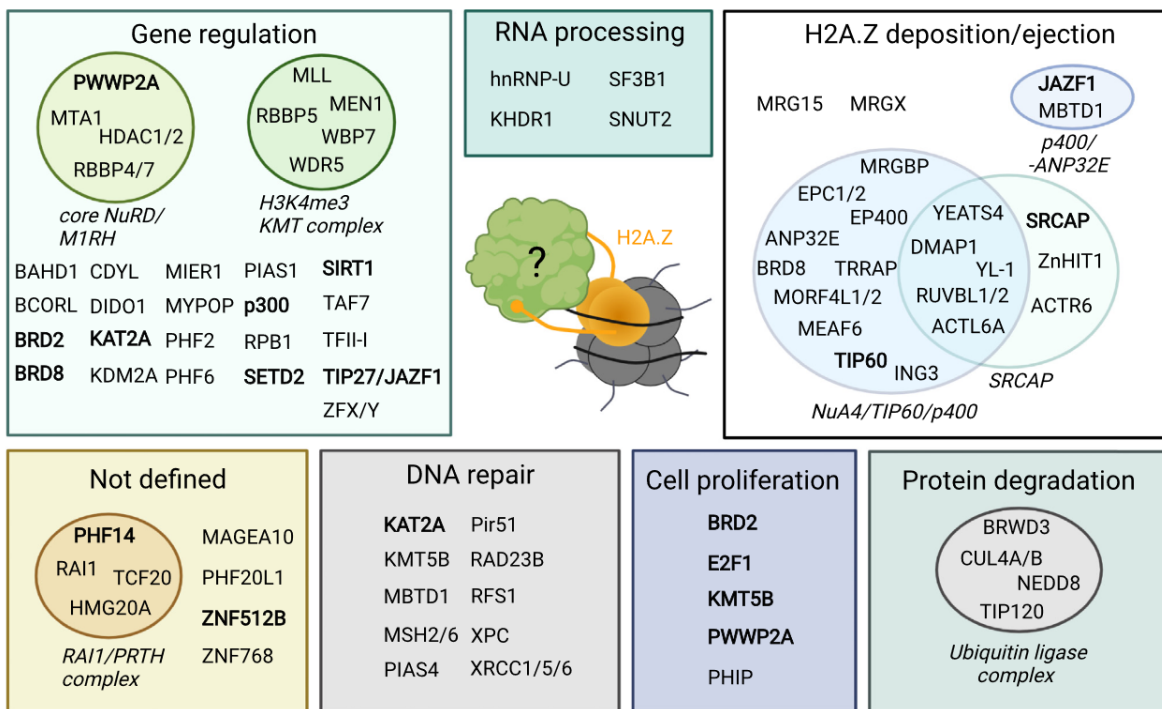 Gene regulation
PWWP2A
MTA1
HDAC1/2
RBBP4/7
core NuRD/
M1RH
MLL
MEN1
RBBP5
WBP7
WDR5
H3K4me3
KMT complex
BAHD1 CDYL MIER1 PIAS1 SIRT1
BCORL DIDO1 MYPOP p300 TAF7
BRD2 KAT2A PHF2 RPB1 TFII-I
BRD8 KDM2A PHF6 SETD2 TIP27/JAZF1
ZFX/Y
RNA processing
hnRNP-U SF3B1
KHDR1 SNUT2
?
H2A.Z
H2A.Z deposition/ejection
MRG15 MRGX
JAZF1
MBTD1
p400/
-ANP32E
MRGBP
EPC1/2
EP400
ANP32E
BRD8 TRRAP
MORF4L1/2
MEAF6
TIP60
ING3
YEATS4
DMAP1
YL-1
RUVBL1/2
ACTL6A
SRCAP
ZnHIT1
ACTR6
SRCAP
NuA4/TIP60/p400
Not defined
PHF14
RAI1
TCF20
HMG20A
RAI1/PRTH
complex
MAGEA10
PHF20L1
ZNF512B
ZNF768
DNA repair
KAT2A Pir51
KMT5B RAD23B
MBTD1 RFS1
MSH2/6 XPC
PIAS4 XRCC1/5/6
Cell proliferation
BRD2
E2F1
KMT5B
PWWP2A
PHIP
Protein degradation
BRWD3
CUL4A/B
NEDD8
TIP120
Ubiquitin ligase
complex